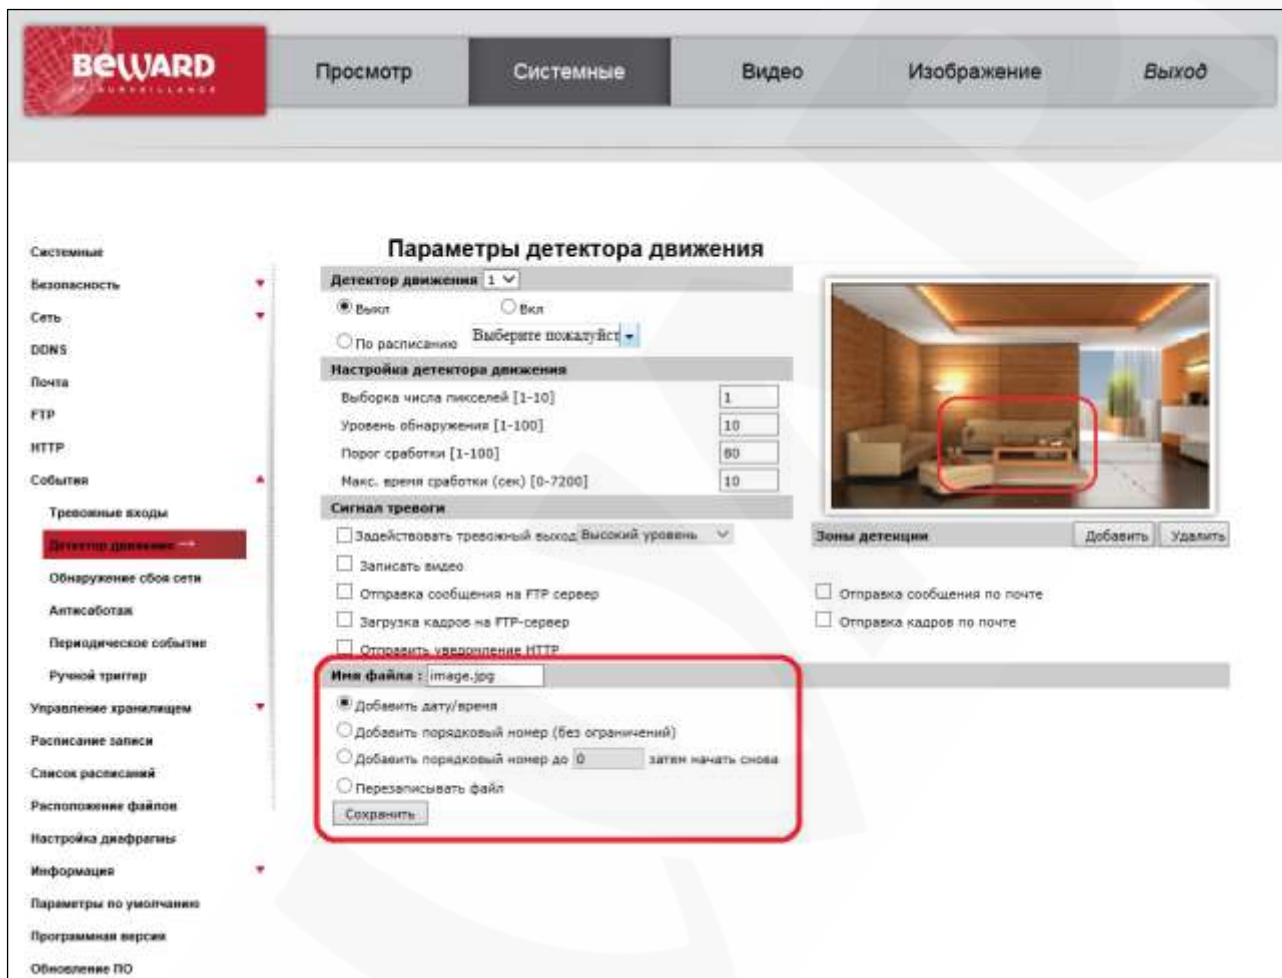 BEWARD
Просмотр
Системные
Видео
Изображение
Выход
Системные
Безопасность
Сеть
DDNS
Почта
FTP
HTTP
События
Тревожные входы
Детектор движения →
Обнаружение сбоя сети
Антисаботаж
Периодическое событие
Ручной триггер
Управление хранилищем
Расписание записи
Список расписаний
Расположение файлов
Настройка диафрагмы
Информация
Параметры по умолчанию
Программная версия
Обновление ПО
Параметры детектора движения
Детектор движения 1
Выкл Вкл
По расписанию Выберите пожалуйст
Настройка детектора движения
Выборка числа пикселей [1-10] 1
Уровень обнаружения [1-100] 10
Порог сработки [1-100] 80
Макс. время сработки (сек) [0-7200] 10
Сигнал тревоги
Задействовать тревожный выход Высокий уровень
Записать видео
Отправка сообщения на FTP сервер
Загрузка кадров на FTP-сервер
Отправить уведомление HTTP
Зоны детекции Добавить Удалить
Отправка сообщения по почте
Отправка кадров по почте
Имя файла : image.jpg
Добавить дату/время
Добавить порядковый номер (без ограничений)
Добавить порядковый номер до 0 затем начать снова
Перезаписывать файл
Сохранить